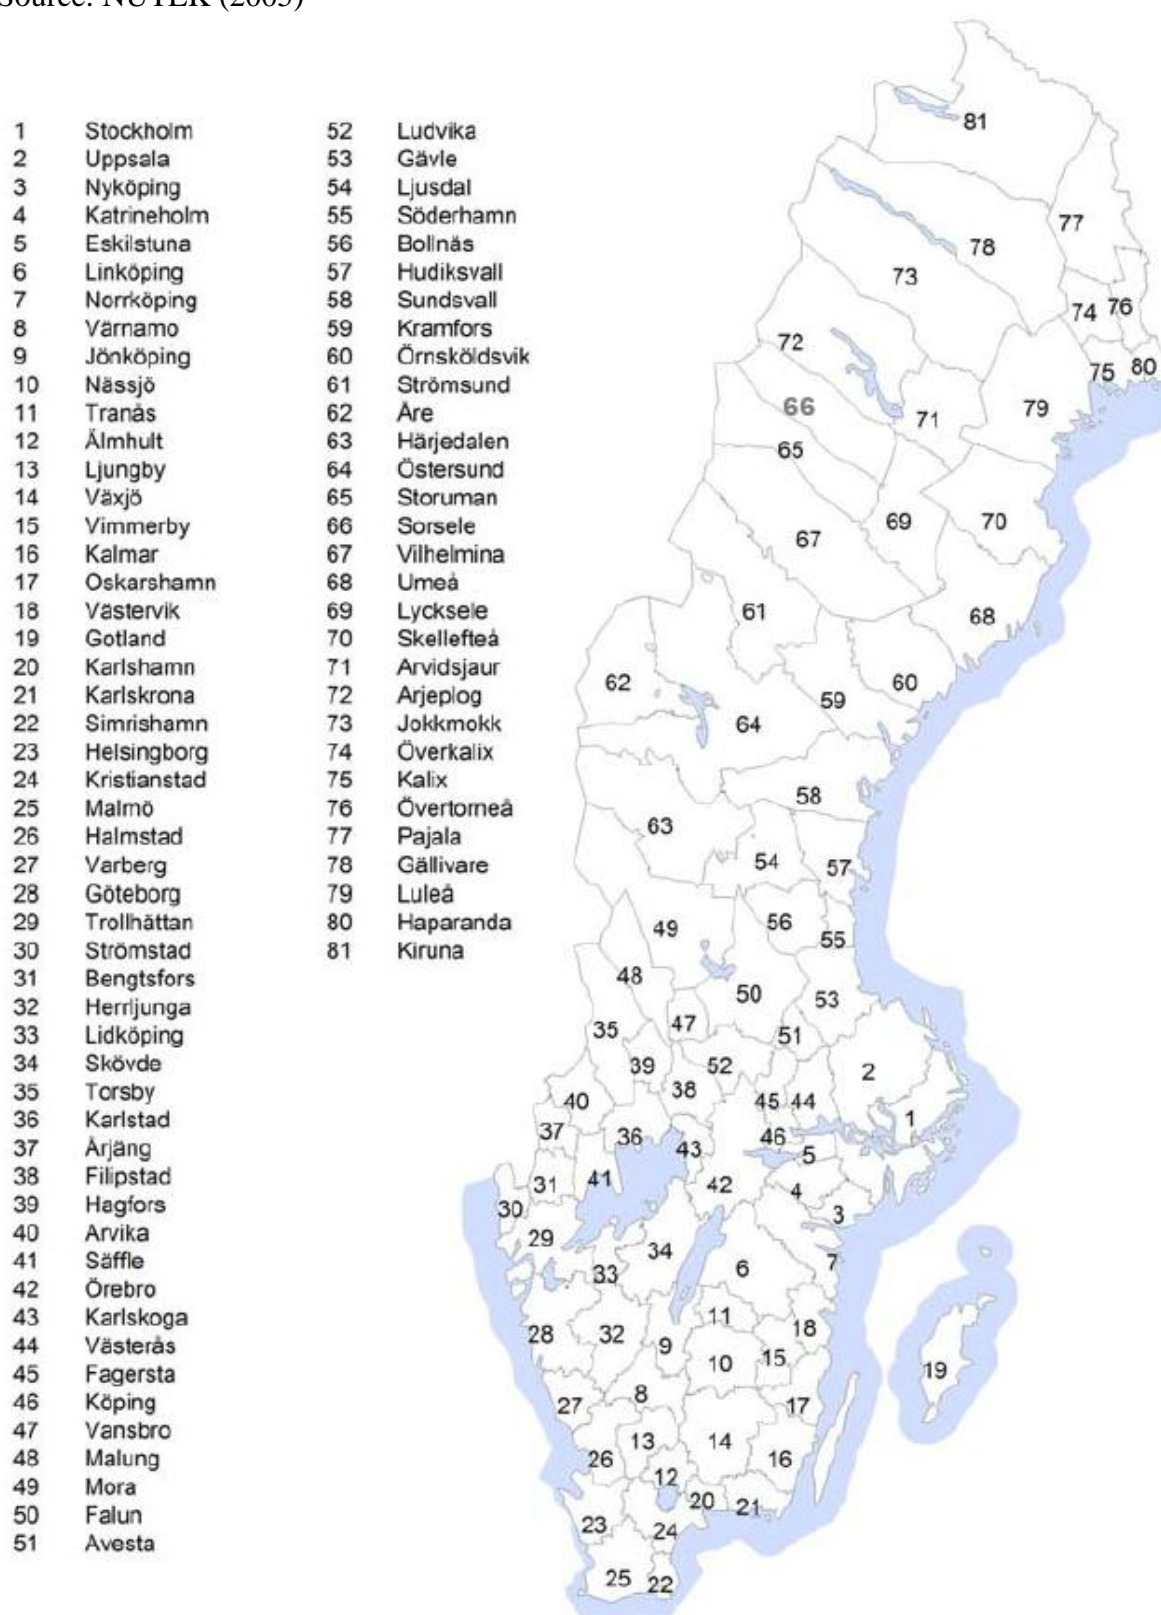 Source: NUTEK (2005)
1 Stockholm
2 Uppsala
3 Nyköping
4 Katrineholm
5 Eskilstuna
6 Linköping
7 Norrköping
8 Värnamo
9 Jönköping
10 Nässjö
11 Tranås
12 Älmhult
13 Ljungby
14 Växjö
15 Vimmerby
16 Kalmar
17 Oskarshamn
18 Västervik
19 Gotland
20 Karlshamn
21 Karlskrona
22 Simrishamn
23 Helsingborg
24 Kristianstad
25 Malmö
26 Halmstad
27 Varberg
28 Göteborg
29 Trollhättan
30 Strömstad
31 Bengtsfors
32 Herrljunga
33 Lidköping
34 Skövde
35 Torsby
36 Karlstad
37 Årjäng
38 Filipstad
39 Hagfors
40 Arvika
41 Säffle
42 Örebro
43 Karlskoga
44 Västerås
45 Fagersta
46 Köping
47 Vansbro
48 Malung
49 Mora
50 Falun
51 Avesta
52 Ludvika
53 Gävle
54 Ljusdal
55 Söderhamn
56 Bollnäs
57 Hudiksvall
58 Sundsvall
59 Kramfors
60 Örnsköldsvik
61 Strömsund
62 Åre
63 Härjedalen
64 Östersund
65 Storuman
66 Sorsele
67 Vilhelmina
68 Umeå
69 Lycksele
70 Skellefteå
71 Arvidsjaur
72 Arjeplog
73 Jokkmokk
74 Överkalix
75 Kalix
76 Övertorneå
77 Pajala
78 Gällivare
79 Luleå
80 Haparanda
81 Kiruna
81
77
78
73
74
76
72
75
80
66
79
71
65
69
70
67
61
68
62
60
59
64
58
63
54
57
49
56
55
48
50
53
47
35
51
39
52
2
38
40
45
44
1
37
36
46
43
5
31
41
42
4
30
3
29
34
7
33
6
11
28
32
9
18
10
15
19
8
27
17
13
14
26
16
12
20
21
23
24
25
22